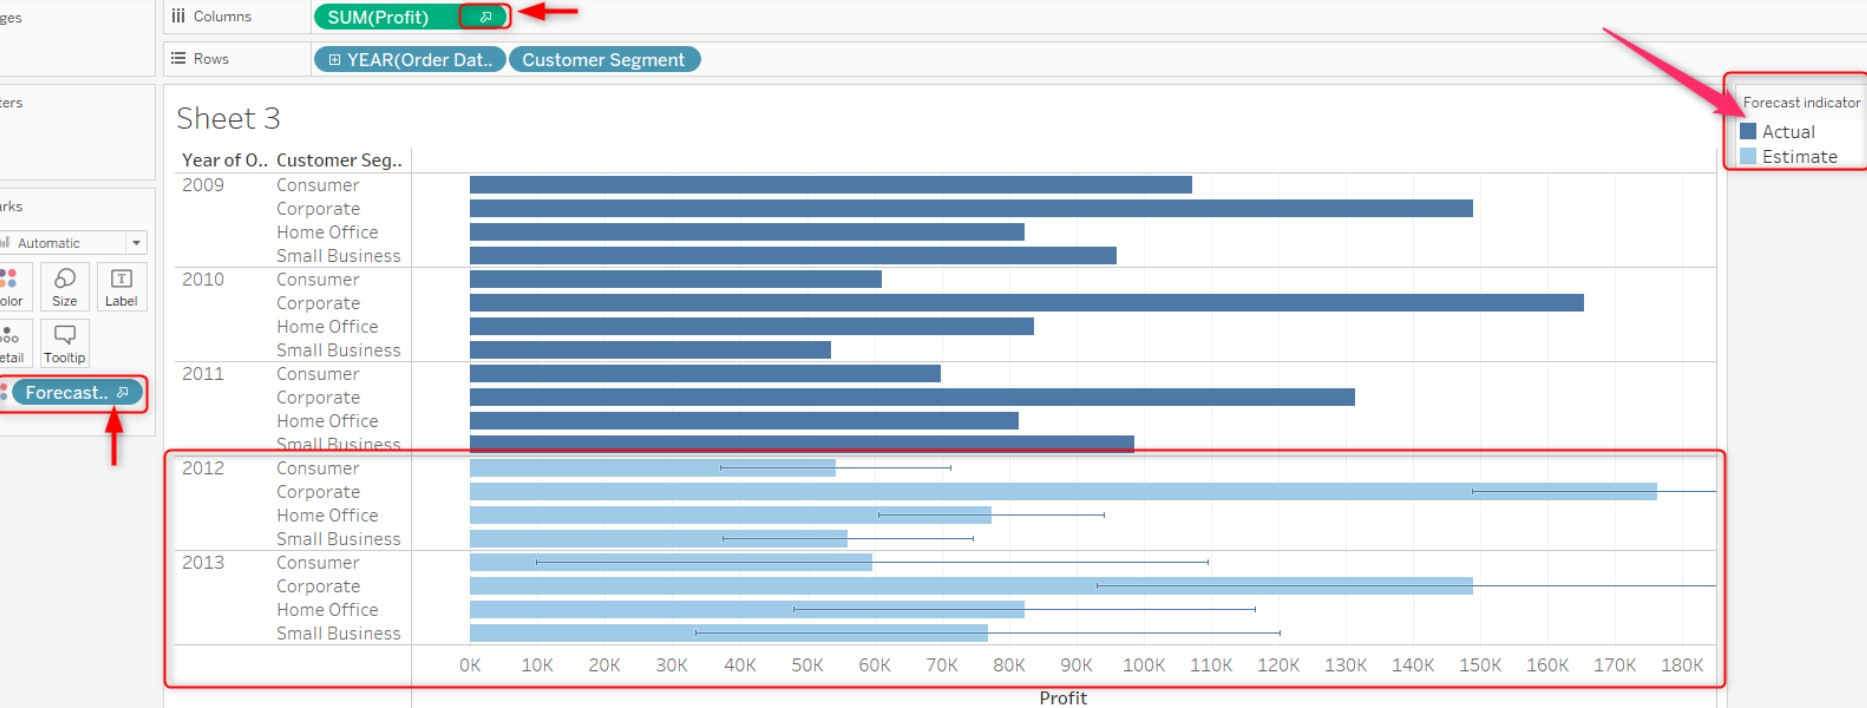 ges
Columns
SUM(Profit)
Rows
YEAR(Order Dat..
Customer Segment
ters
Sheet 3
Forecast indicator
Actual
Estimate
Year of O.. Customer Seg..
2009 Consumer
Corporate
Home Office
Small Business
2010 Consumer
Corporate
Home Office
Small Business
2011 Consumer
Corporate
Home Office
Small Business
2012 Consumer
Corporate
Home Office
Small Business
2013 Consumer
Corporate
Home Office
Small Business
0K 10K 20K 30K 40K 50K 60K 70K 80K 90K 100K 110K 120K 130K 140K 150K 160K 170K 180K
Profit
arks
Automatic
olor Size T Label
etail Tooltip
Forecast..